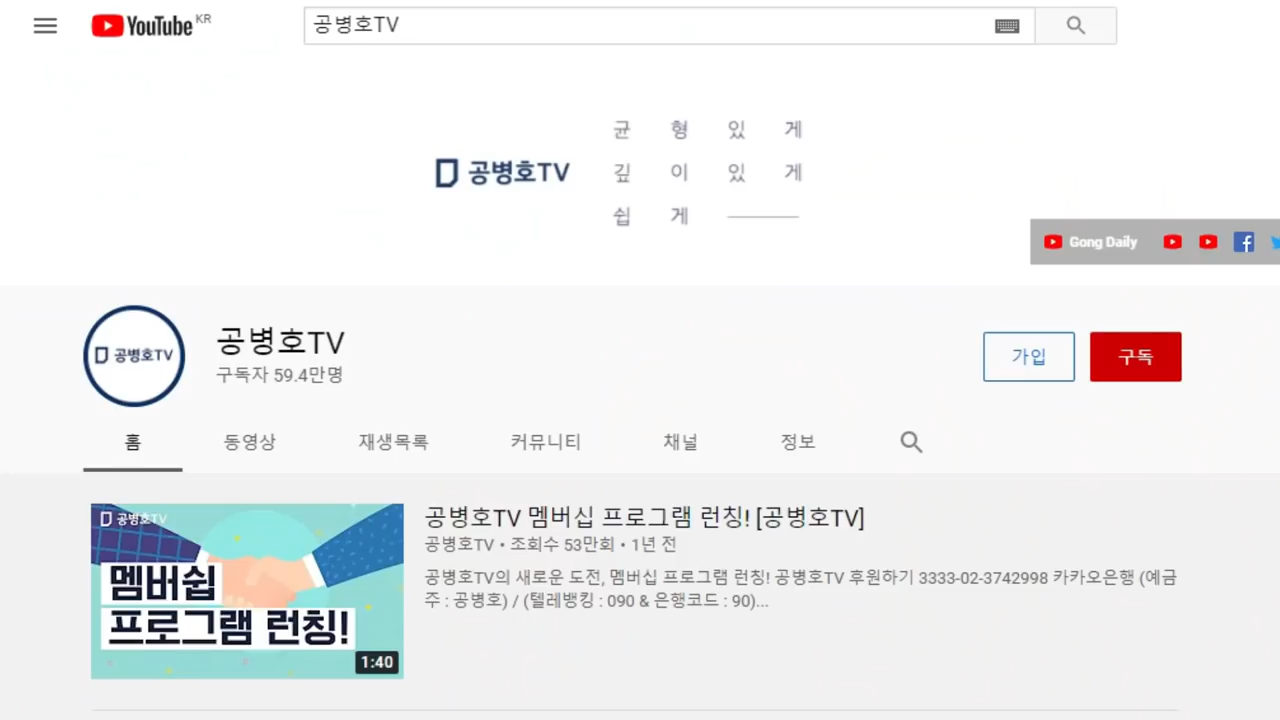 YouTube KR
공병호TV
균 형 있 게
공병호TV
깊 이 있 게
쉽 게
Gong Daily
공병호TV
공병호TV
구독자 59.4만명
가입
구독
홈
동영상
재생목록
커뮤니티
채널
정보
공병호TV
멤버쉽
프로그램 런칭!
1:40
공병호TV 멤버십 프로그램 런칭! [공병호TV]
공병호TV • 조회수 53만회 • 1년 전
공병호TV의 새로운 도전, 멤버십 프로그램 런칭! 공병호TV 후원하기 3333-02-3742998 카카오은행 (예금
주 : 공병호) / (텔레뱅킹 : 090 & 은행코드 : 90)...